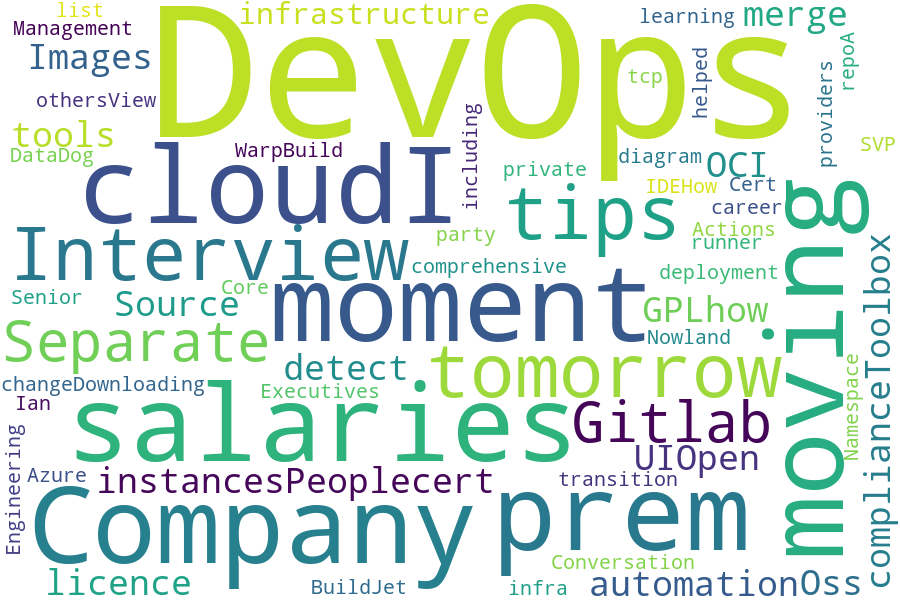 list
infrastructure
learning
merge
Management
DevOps
Images
tcp
helped
repoA
othersView
providers
tools
including
SVP
DataDog
WarpBuild
cloudI
private
diagram
OCI
IDEHow
Cert
tips
career
moving
Interview
party
Actions
runner
comprehensive
deployment
complianceToolbox
Senior
Source
Core
moment
GPLhow
Separate
Nowland
detect
tomorrow
changeDownloading
Executives
Namespace
Ian
salaries
Gitlab
Engineering
Azure
instancesPeoplecert
UIOpen
transition
Company
prem
Conversation
licence
BuildJet
infra
automationOss